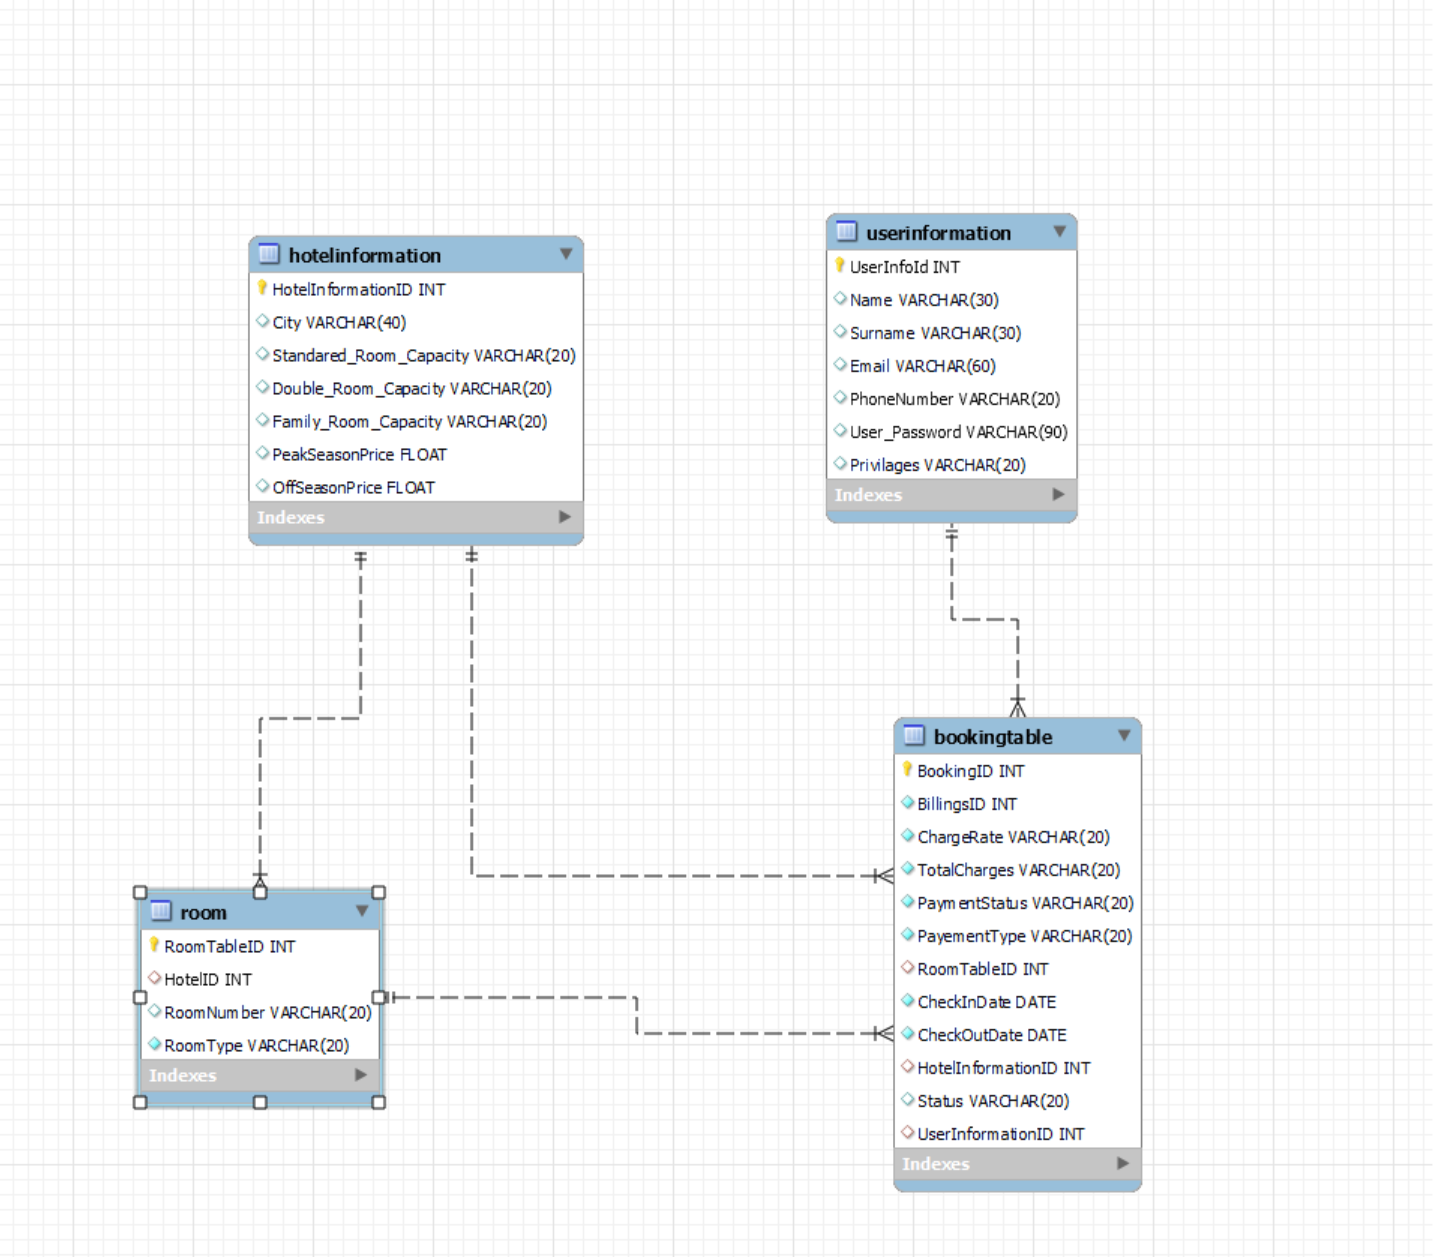 hotelinformation
HotelInformationID INT
City VARCHAR(40)
Standared_Room_Capacity VARCHAR(20)
Double_Room_Capacity VARCHAR(20)
Family_Room_Capacity VARCHAR(20)
PeakSeasonPrice FLOAT
OffSeasonPrice FLOAT
Indexes
userinformation
UserInfoId INT
Name VARCHAR(30)
Surname VARCHAR(30)
Email VARCHAR(60)
PhoneNumber VARCHAR(20)
User_Password VARCHAR(90)
Privilages VARCHAR(20)
Indexes
room
RoomTableID INT
HotelID INT
RoomNumber VARCHAR(20)
RoomType VARCHAR(20)
Indexes
bookingtable
BookingID INT
BillingsID INT
ChargeRate VARCHAR(20)
TotalCharges VARCHAR(20)
PaymentStatus VARCHAR(20)
PayementType VARCHAR(20)
RoomTableID INT
CheckInDate DATE
CheckOutDate DATE
HotelInformationID INT
Status VARCHAR(20)
UserInformationID INT
Indexes